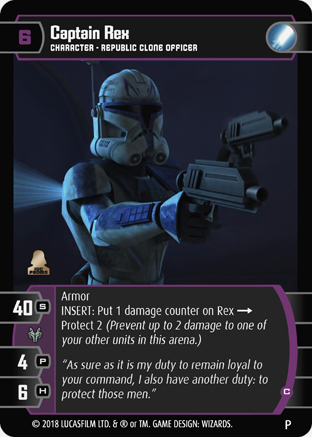 6
Captain Rex
CHARACTER - REPUBLIC CLONE OFFICER
40 S
Armor
INSERT: Put 1 damage counter on Rex →
Protect 2 (Prevent up to 2 damage to one of
your other units in this arena.)
4 P
6 H
“As sure as it is my duty to remain loyal to
your command, I also have another duty: to
protect those men.”
C
© 2018 LUCASFILM LTD. & ® or TM. GAME DESIGN: WIZARDS.
P